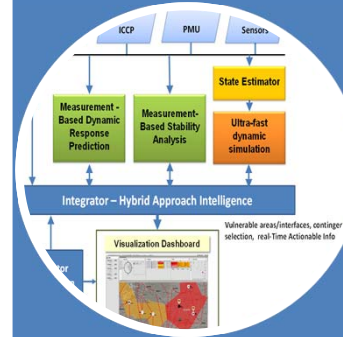 ICCP
PMU
Sensors
State Estimator
Measurement -
Based Dynamic
Response
Prediction
Measurement-
Based Stability
Analysis
Ultra-fast
dynamic
simulation
Integrator – Hybrid Approach Intelligence
Vulnerable areas/interfaces, continger
selection, real-Time Actionable Info
Visualization Dashboard
tor